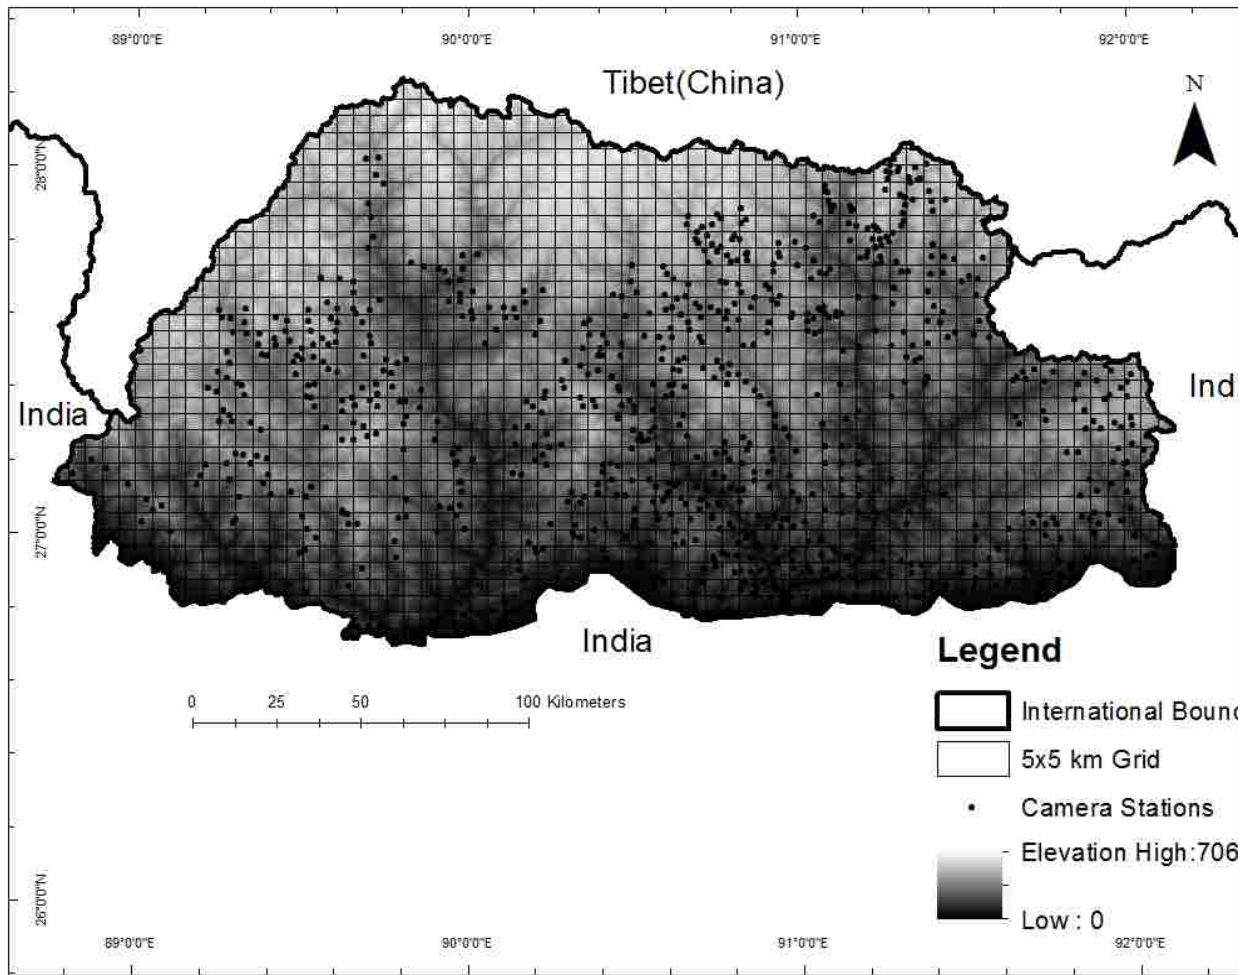 89°0'0"E 90°0'0"E 91°0'0"E 92°0'0"E
Tibet(China)
N
28°0'0"N
India
Ind
27°0'0"N
India
Legend
0 25 50 100 Kilometers
International Bound
5x5 km Grid
Camera Stations
Elevation High:706
Low : 0
26°0'0"N
89°0'0"E 90°0'0"E 91°0'0"E 92°0'0"E